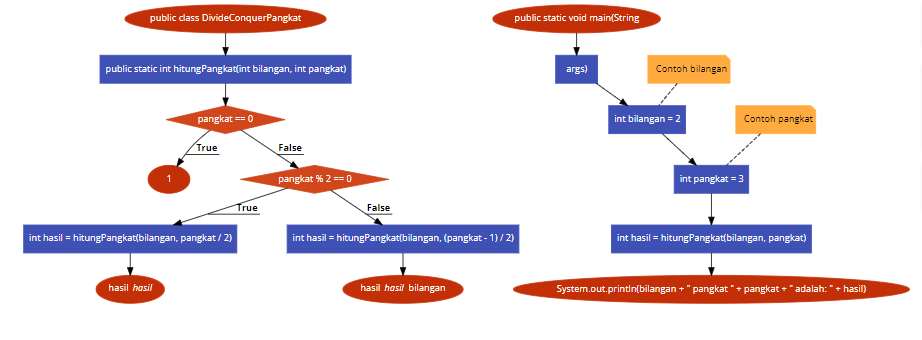 public class DivideConquerPangkat
public static int hitungPangkat(int bilangan, int pangkat)
pangkat == 0
True
False
1
pangkat % 2 == 0
True
False
int hasil = hitungPangkat(bilangan, pangkat / 2)
int hasil = hitungPangkat(bilangan, (pangkat - 1) / 2)
hasil hasil
hasil hasil bilangan
public static void main(String
args)
Contoh bilangan
int bilangan = 2
Contoh pangkat
int pangkat = 3
int hasil = hitungPangkat(bilangan, pangkat)
System.out.println(bilangan + " pangkat " + pangkat + " adalah: " + hasil)